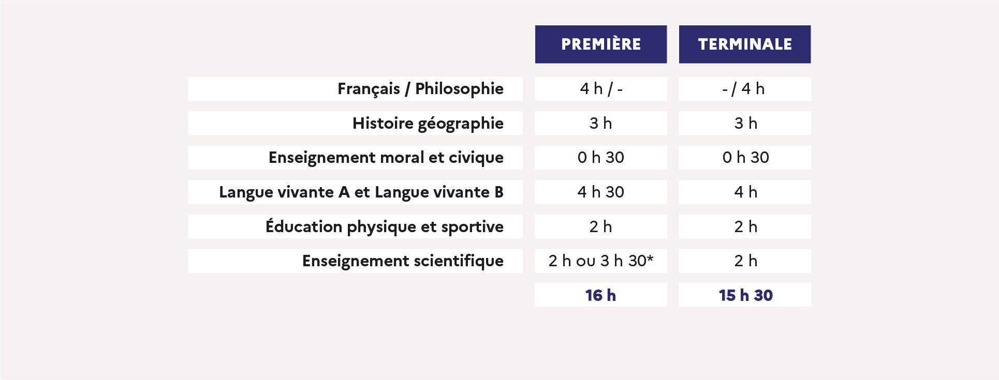 PREMIÈRE TERMINALE
Français / Philosophie 4 h / - - / 4 h
Histoire géographie 3 h 3 h
Enseignement moral et civique 0 h 30 0 h 30
Langue vivante A et Langue vivante B 4 h 30 4 h
Éducation physique et sportive 2 h 2 h
Enseignement scientifique 2 h ou 3 h 30* 2 h
16 h 15 h 30